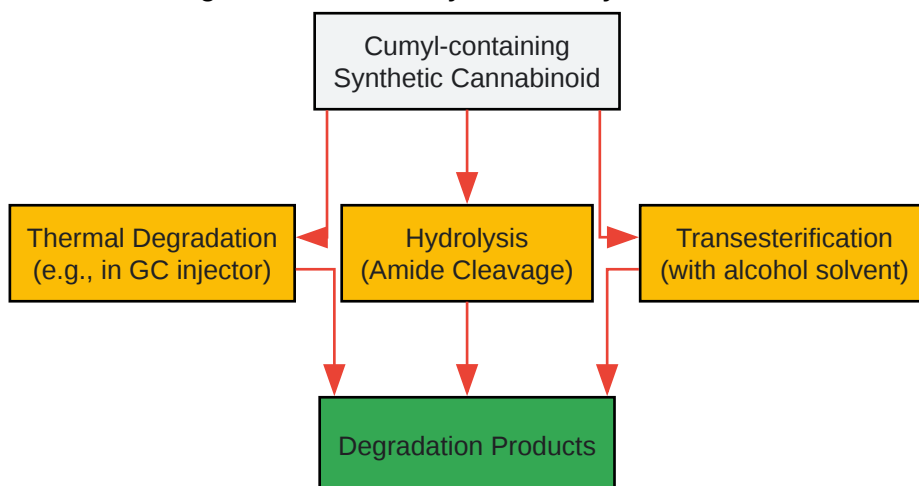 Cumyl-containing
Synthetic Cannabinoid
Thermal Degradation
(e.g., in GC injector)
Hydrolysis
(Amide Cleavage)
Transesterification
(with alcohol solvent)
Degradation Products